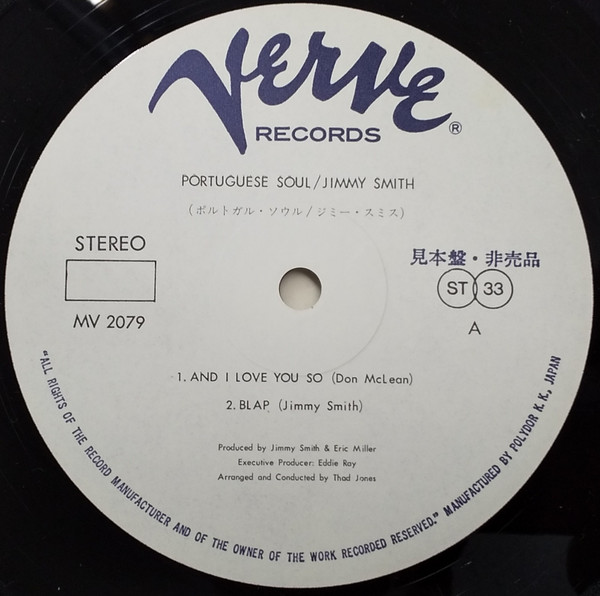 Verve
RECORDS ®
PORTUGUESE SOUL/JIMMY SMITH
(ポルトガル・ソウル/ジミー・スミス)
STEREO
見本盤・非売品
ST 33
MV 2079
A
1. AND I LOVE YOU SO (Don McLean)
2. BLAP (Jimmy Smith)
Produced by Jimmy Smith & Eric Miller
Executive Producer: Eddie Ray
Arranged and Conducted by Thad Jones
"ALL RIGHTS OF THE RECORD MANUFACTURER AND OF THE OWNER OF THE WORK RECORDED RESERVED." MANUFACTURED BY POLYDOR K.K., JAPAN